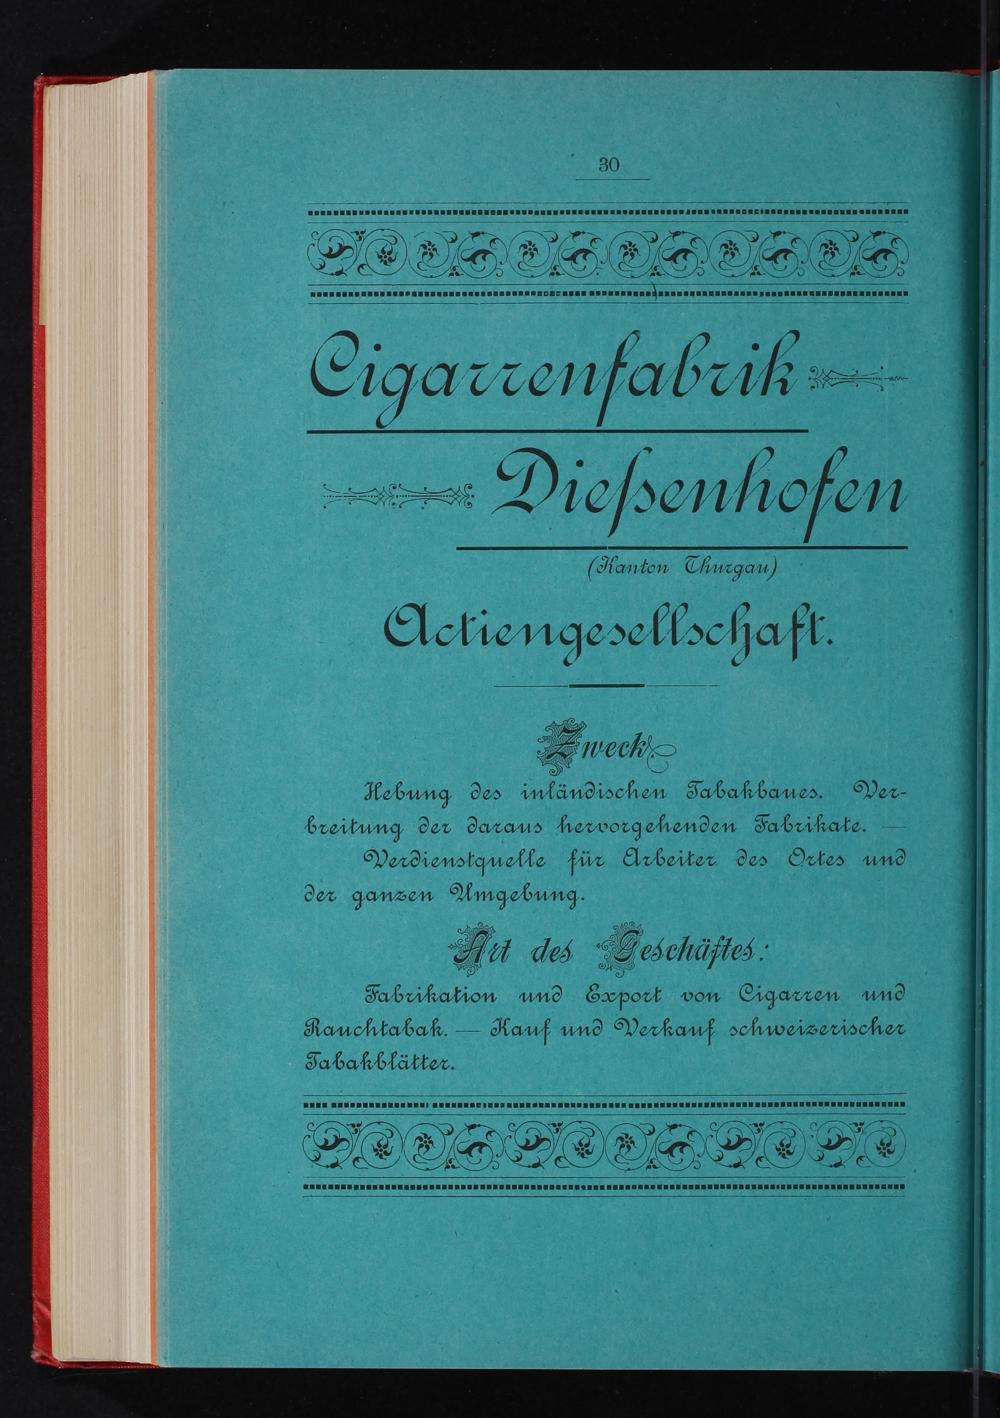 30
Cigarrenfabrik
Dießenhofen
(Kanton Thurgau)
Actiengesellschaft.
Zweck
Hebung des inländischen Tabakbaues. Ver-
breitung der daraus hervorgehenden Fabrikate. —
Verdienstquelle für Arbeiter des Ortes und
der ganzen Umgebung.
Art des Geschäftes:
Fabrikation und Export von Cigarren und
Rauchtabak. — Kauf und Verkauf schweizerischer
Tabakblätter.